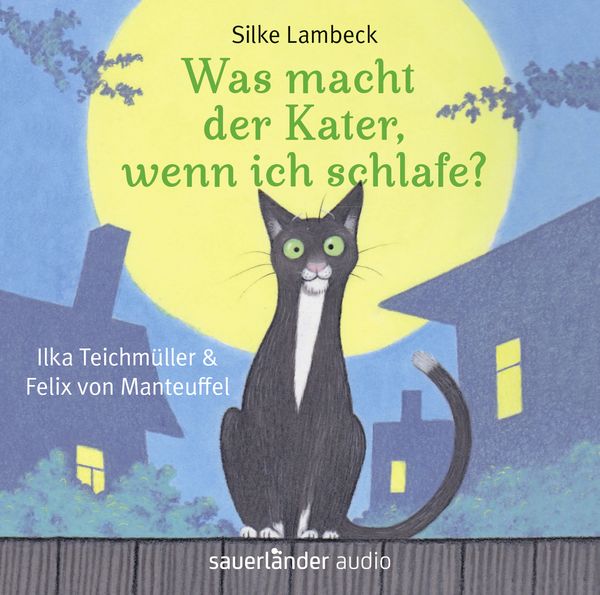 Silke Lambeck
Was macht
der Kater,
wenn ich schlafe?
Ilka Teichmüller &
Felix von Manteuffel
sauerländer audio